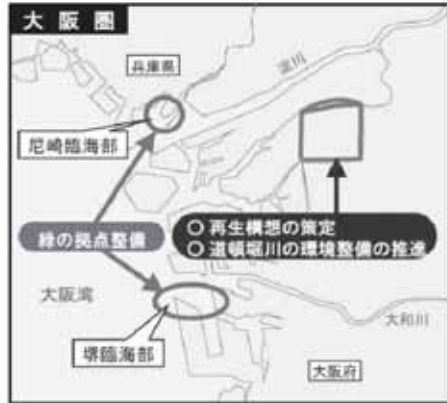 大阪圏
兵庫県
淀川
尼崎臨海部
緑の拠点整備
○ 再生構想の策定
○ 道頓堀川の環境整備の推進
大阪湾
大和川
堺臨海部
大阪府